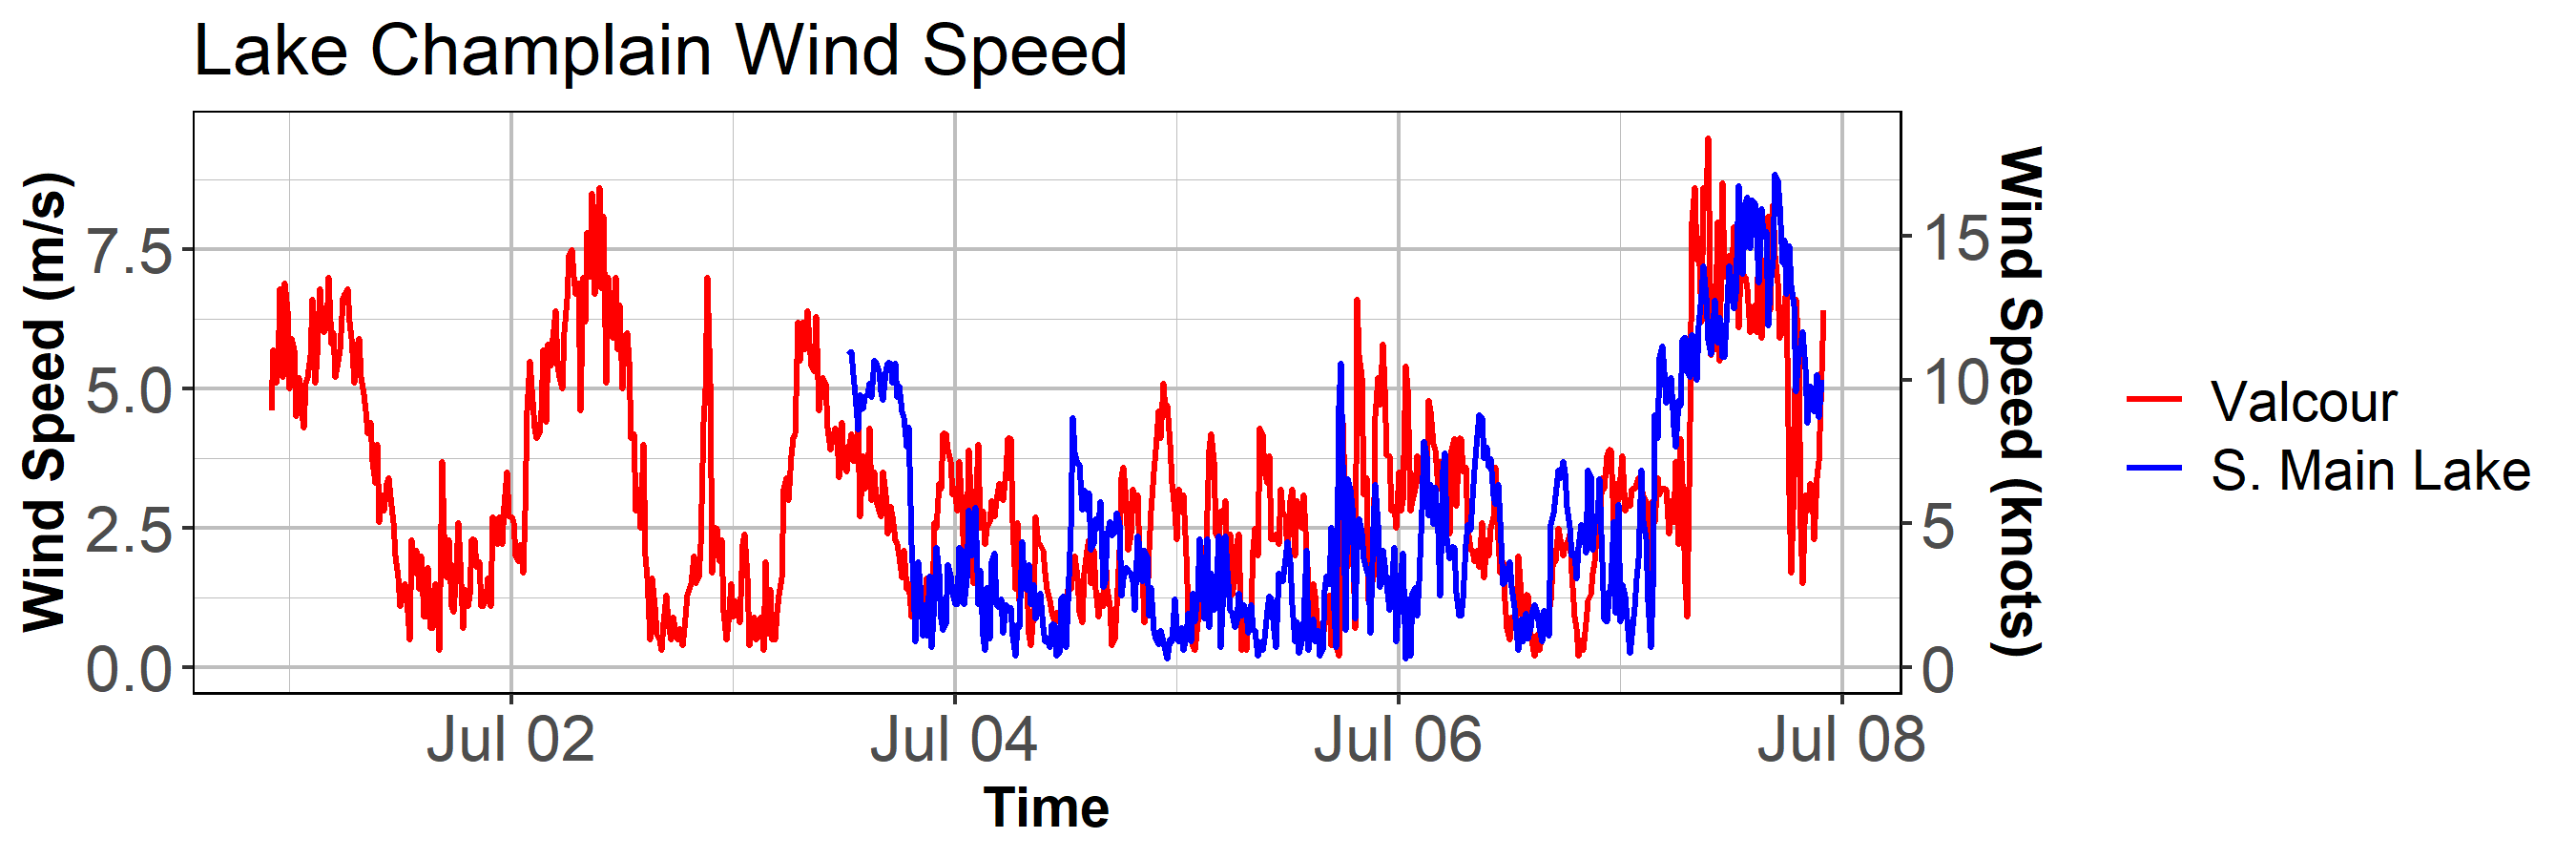 Lake Champlain Wind Speed
Wind Speed (m/s)
7.5
5.0
2.5
0.0
15
10
5
0
Wind Speed (knots)
Jul 02 Jul 04 Jul 06 Jul 08
Time
Valcour
S. Main Lake